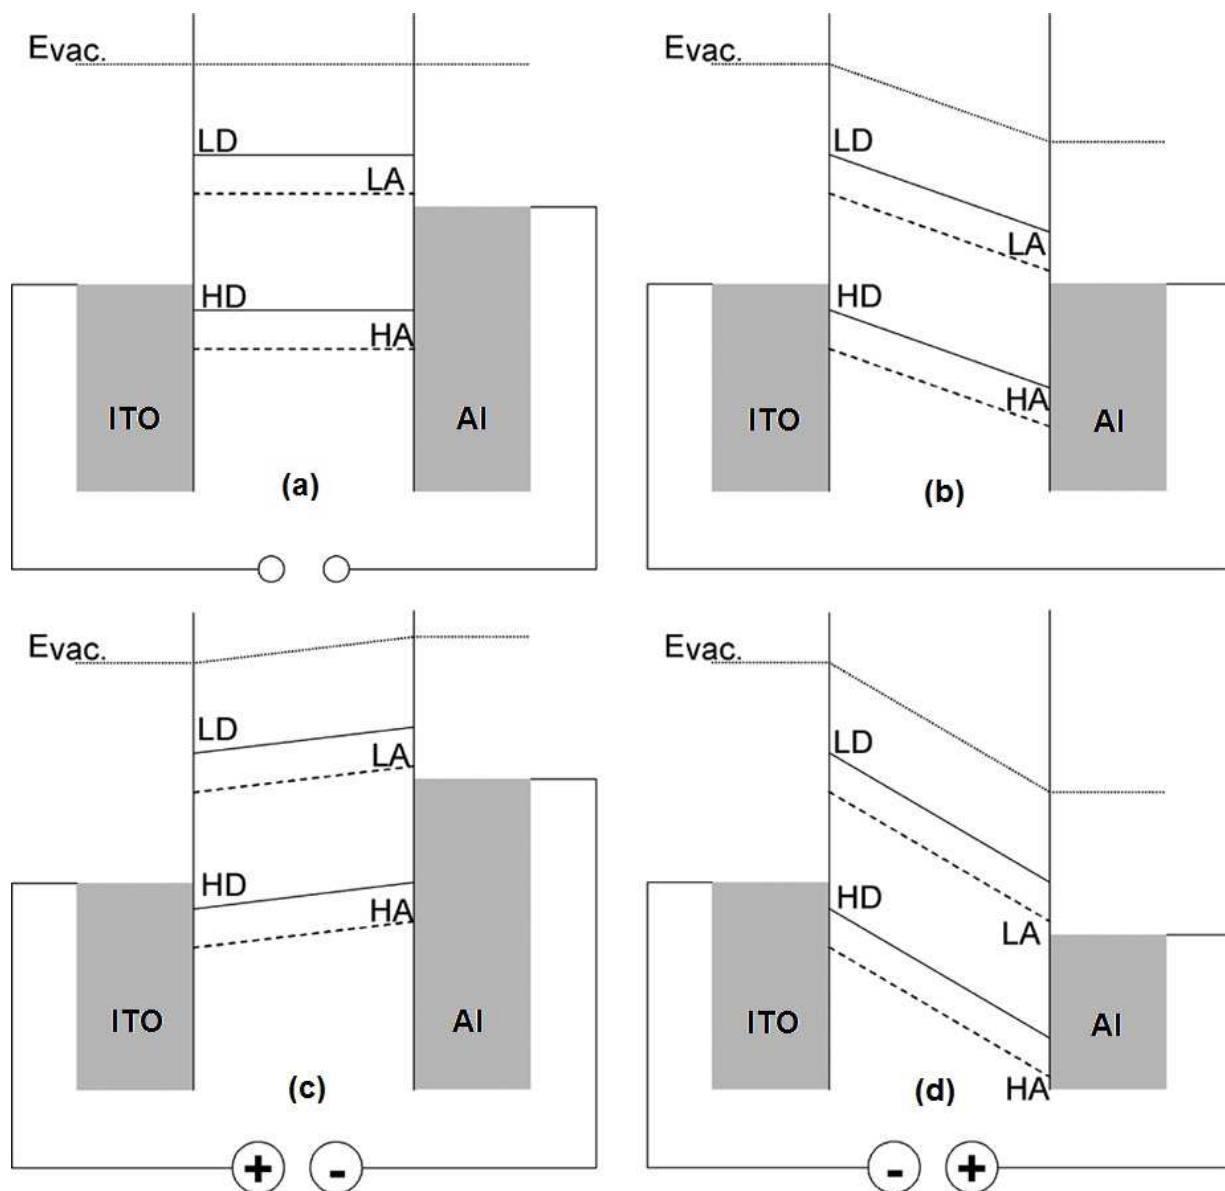 Evac.
LD
LA
HD
HA
ITO
Al
(a)
Evac.
LD
LA
HD
HA
ITO
Al
(b)
Evac.
LD
LA
HD
HA
ITO
Al
(c)
+ -
Evac.
LD
LA
HD
HA
ITO
Al
(d)
- +